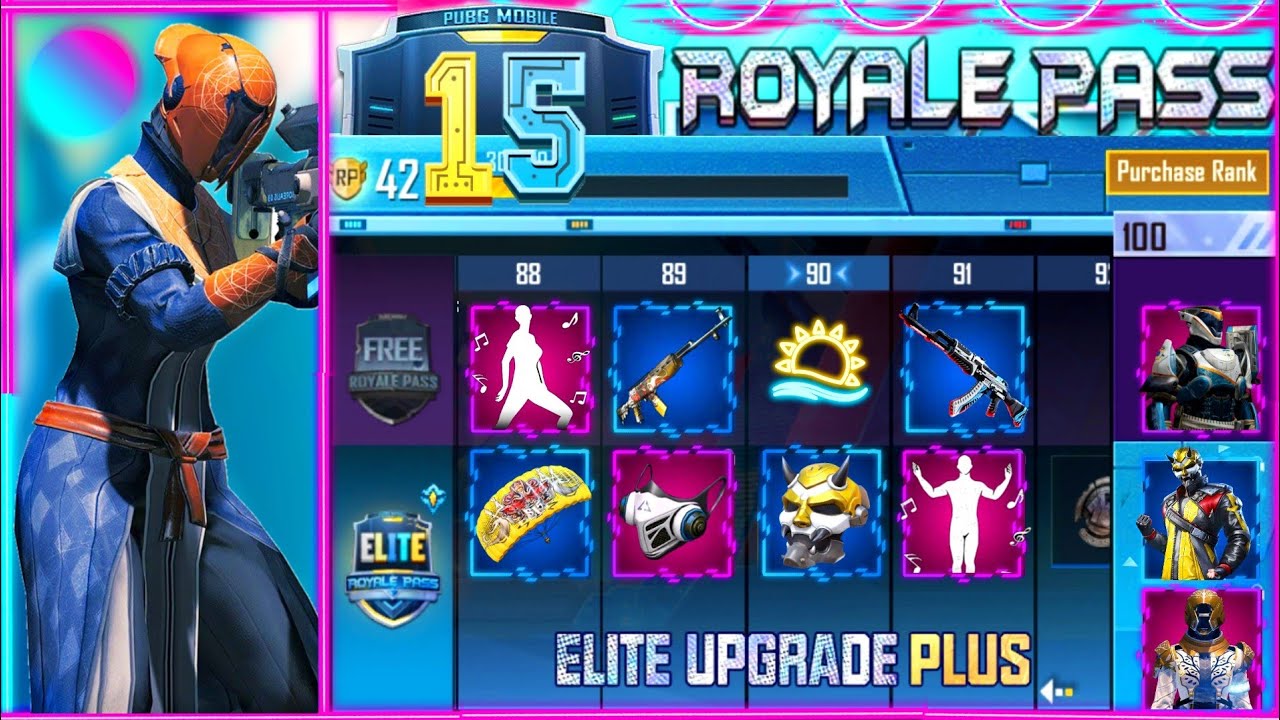 PUBG MOBILE
15
ROYALE PASS
RP
42
Purchase Rank
100
88
89
90
91
FREE
ROYALE PASS
ELITE
ROYALE PASS
ELITE UPGRADE PLUS